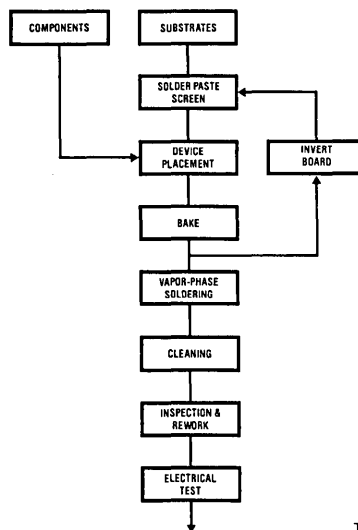 COMPONENTS
SUBSTRATES
SOLDER PASTE
SCREEN
DEVICE
PLACEMENT
INVERT
BOARD
BAKE
VAPOR-PHASE
SOLDERING
CLEANING
INSPECTION &
REWORK
ELECTRICAL
TEST